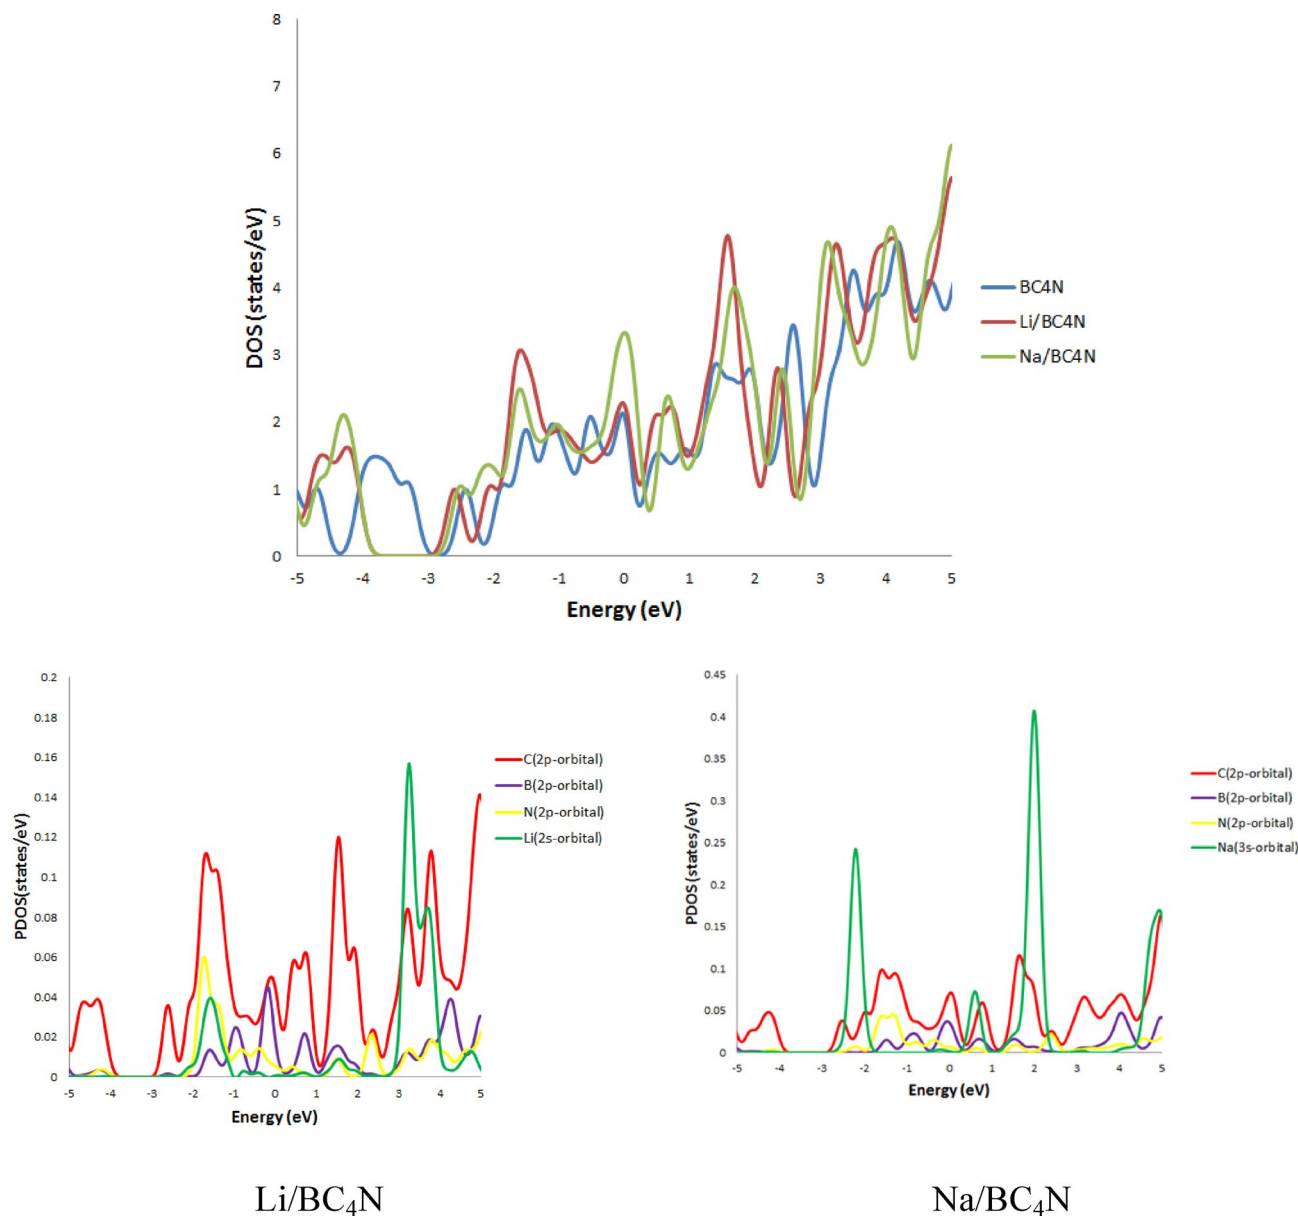 8
7
6
5
4
3
2
1
0
DOS (states/eV)
-5 -4 -3 -2 -1 0 1 2 3 4 5
Energy (eV)
BC4N
Li/BC4N
Na/BC4N
0.2
0.18
0.16
0.14
0.12
0.1
0.08
0.06
0.04
0.02
0
PDOS(states/eV)
-5 -4 -3 -2 -1 0 1 2 3 4 5
Energy (eV)
C(2p-orbital)
B(2p-orbital)
N(2p-orbital)
Li(2s-orbital)
0.45
0.4
0.35
0.3
0.25
0.2
0.15
0.1
0.05
0
PDOS (states/eV)
-5 -4 -3 -2 -1 0 1 2 3 4 5
Energy (eV)
C(2p-orbital)
B(2p-orbital)
N(2p-orbital)
Na(3s-orbital)
Li/BC₄N
Na/BC₄N